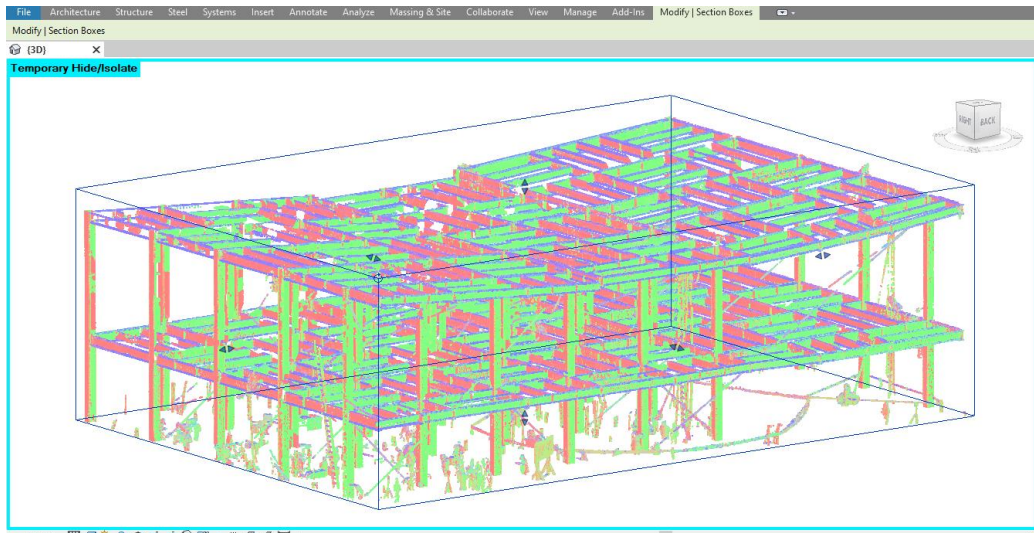 File Architecture Structure Steel Systems Insert Annotate Analyze Massing & Site Collaborate View Manage Add-Ins Modify | Section Boxes
Modify | Section Boxes
{3D}
Temporary Hide/Isolate
RIGHT BACK